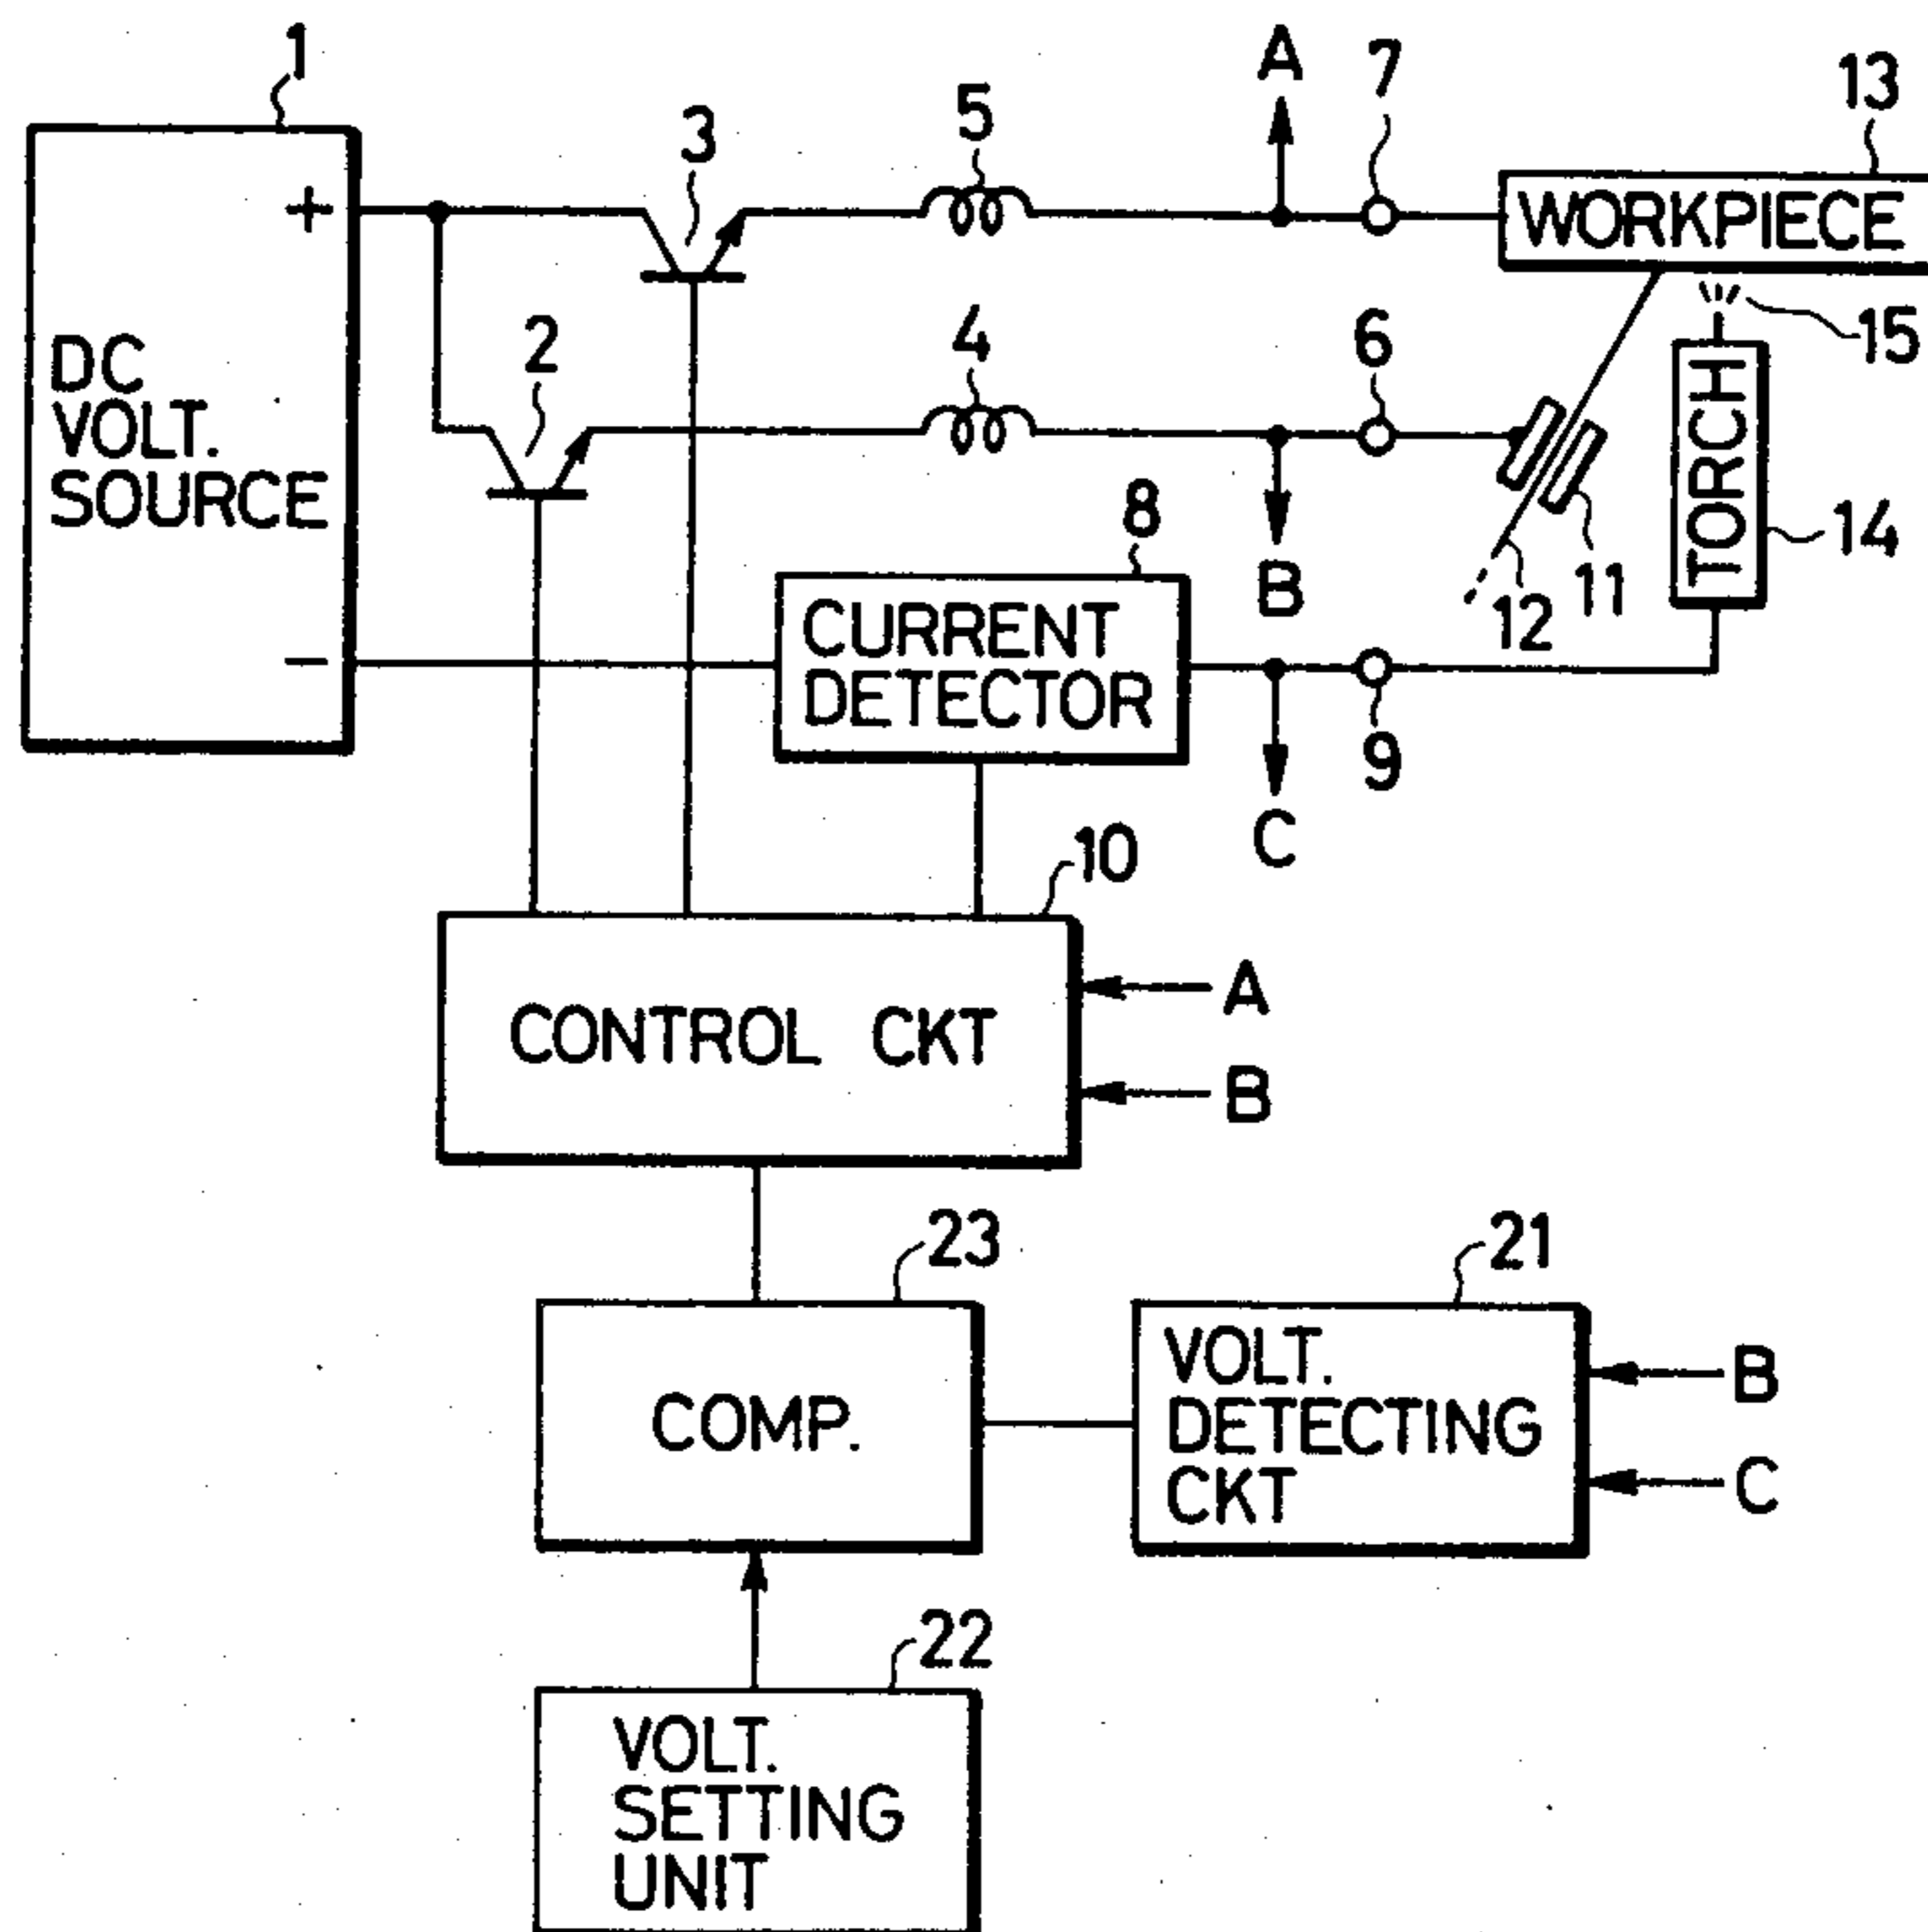 1
3
5
A
7
13
+
WORKPIECE
DC
VOLT.
SOURCE
2
4
6
15
TORCH
8
B
12
11
14
−
CURRENT
DETECTOR
9
C
10
CONTROL CKT
A
B
23
21
COMP.
VOLT.
DETECTING
CKT
B
C
22
VOLT.
SETTING
UNIT